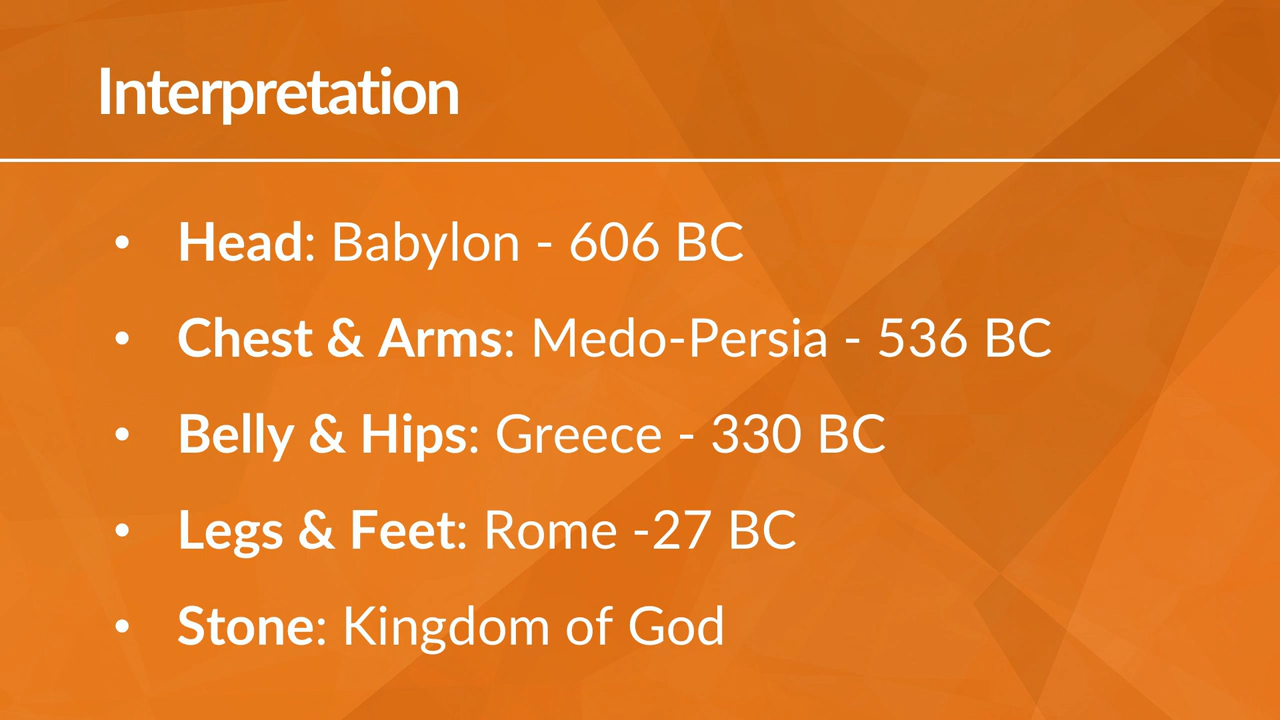 Interpretation
• Head: Babylon - 606 BC
• Chest & Arms: Medo-Persia - 536 BC
• Belly & Hips: Greece - 330 BC
• Legs & Feet: Rome -27 BC
• Stone: Kingdom of God